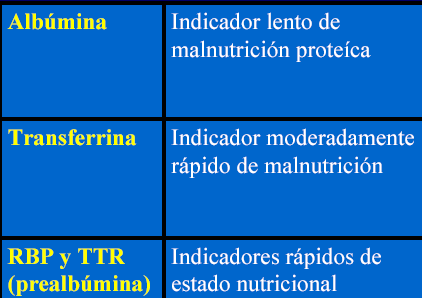 Albúmina
Indicador lento de
malnutrición proteíca
Transferrina
Indicador moderadamente
rápido de malnutrición
RBP y TTR
(prealbúmina)
Indicadores rápidos de
estado nutricional